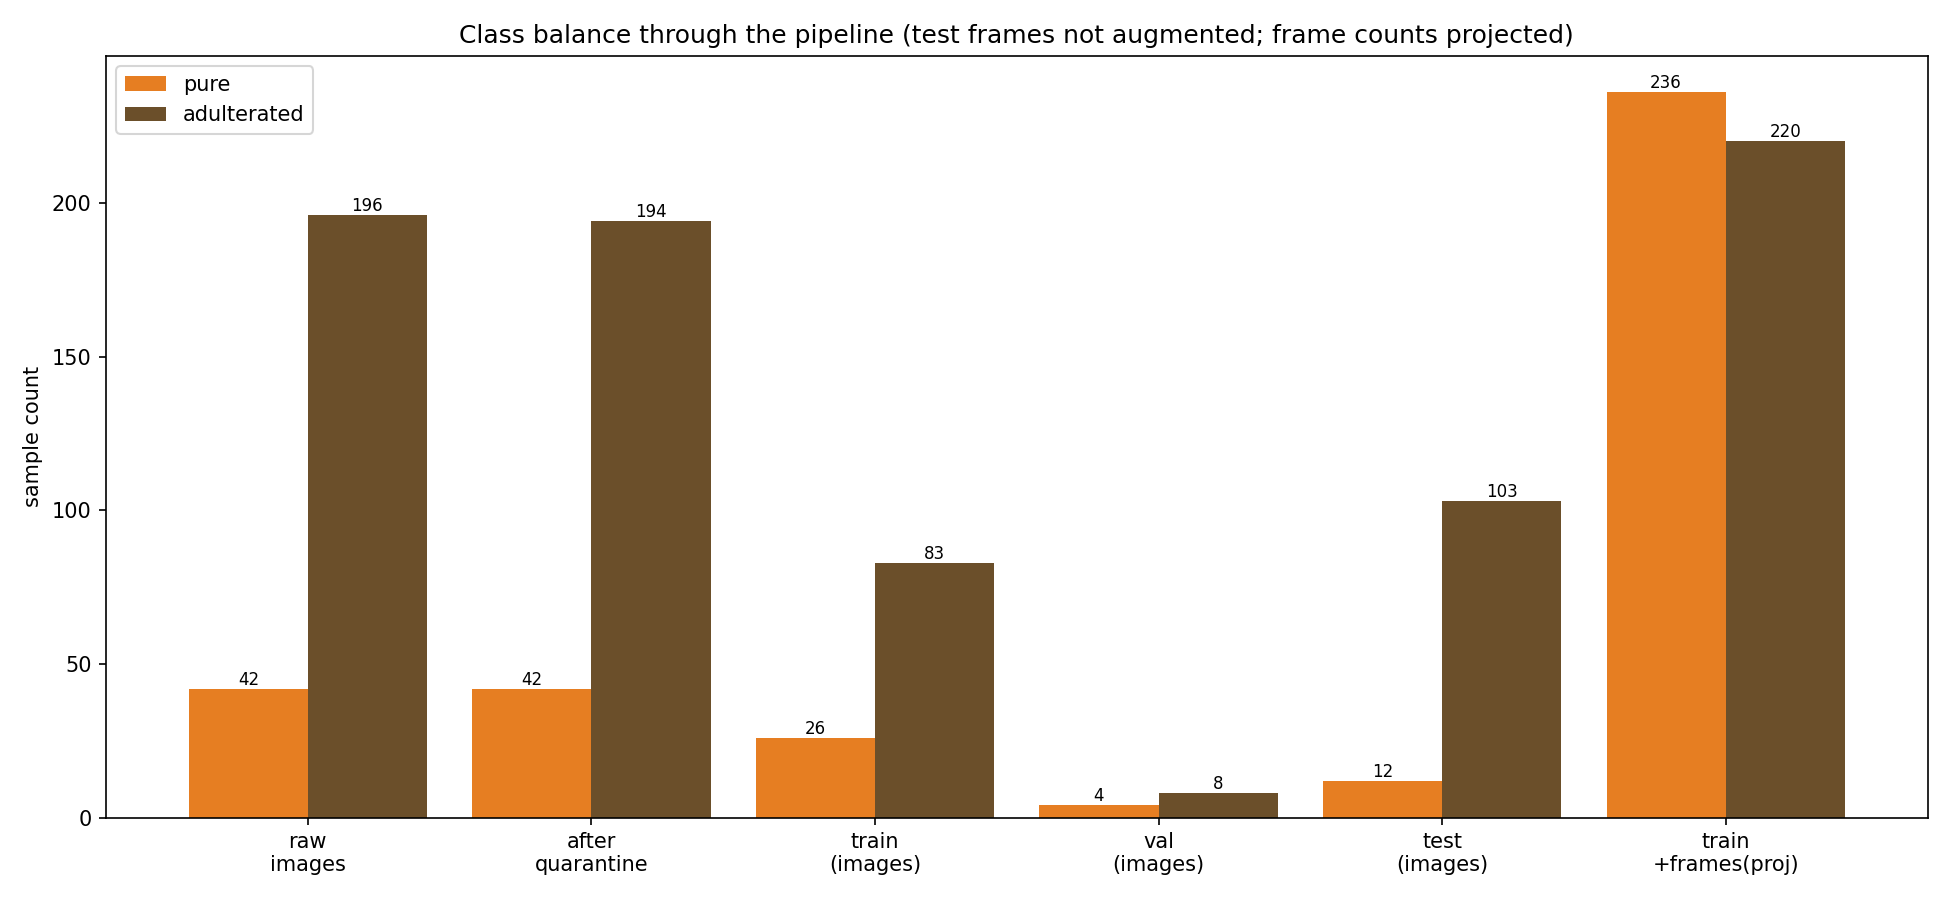 Class balance through the pipeline (test frames not augmented; frame counts projected)
pure
adulterated
sample count
200
150
100
50
0
42
196
42
194
26
83
4
8
12
103
236
220
raw
images
after
quarantine
train
(images)
val
(images)
test
(images)
train
+frames(proj)